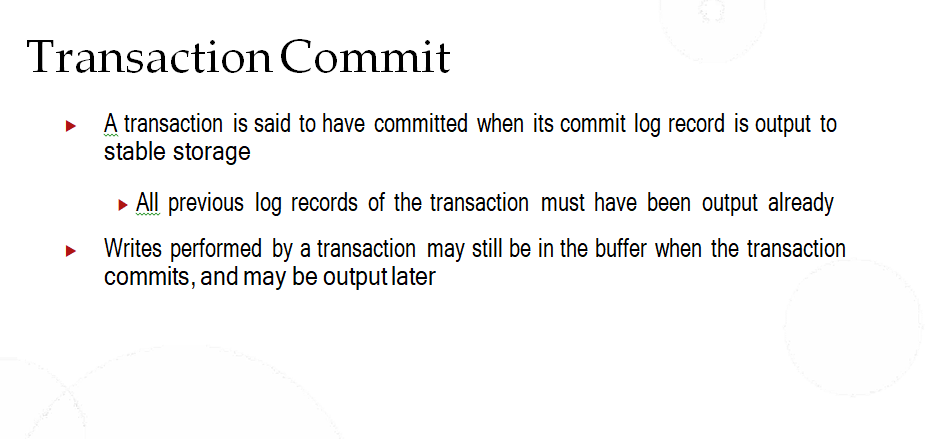 Transaction Commit
A transaction is said to have committed when its commit log record is output to
stable storage
All previous log records of the transaction must have been output already
Writes performed by a transaction may still be in the buffer when the transaction
commits, and may be output later